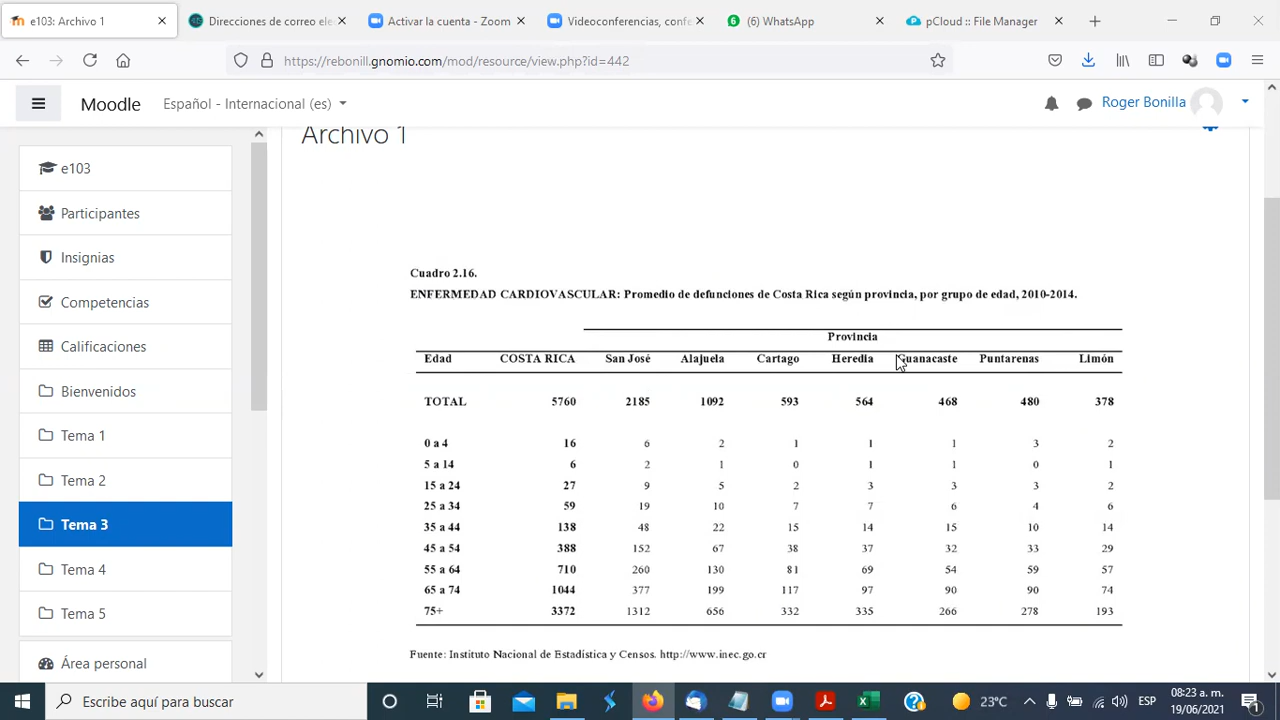 e103: Archivo 1
Direcciones de correo ele
Activar la cuenta - Zoom
Videoconferencias, confe
(6) WhatsApp
pCloud :: File Manager
https://rebonill.gnomio.com/mod/resource/view.php?id=442
Moodle
Español - Internacional (es)
Roger Bonilla
Archivo 1
e103
Participantes
Insignias
Competencias
Calificaciones
Bienvenidos
Tema 1
Tema 2
Tema 3
Tema 4
Tema 5
Área personal
Cuadro 2.16.
ENFERMEDAD CARDIOVASCULAR: Promedio de defunciones de Costa Rica según provincia, por grupo de edad, 2010-2014.
Provincia
Edad COSTA RICA San José Alajuela Cartago Heredia Guanacaste Puntarenas Limón
TOTAL 5760 2185 1092 593 564 468 480 378
0 a 4 16 6 2 1 1 1 3 2
5 a 14 6 2 1 0 1 1 0 1
15 a 24 27 9 5 2 3 3 3 2
25 a 34 59 19 10 7 7 6 4 6
35 a 44 138 48 22 15 14 15 10 14
45 a 54 388 152 67 38 37 32 33 29
55 a 64 710 260 130 81 69 54 59 57
65 a 74 1044 377 199 117 97 90 90 74
75+ 3372 1312 656 332 335 266 278 193
Fuente: Instituto Nacional de Estadística y Censos. http://www.inec.go.cr
Escribe aquí para buscar
23°C
ESP
08:23 a. m.
19/06/2021
1